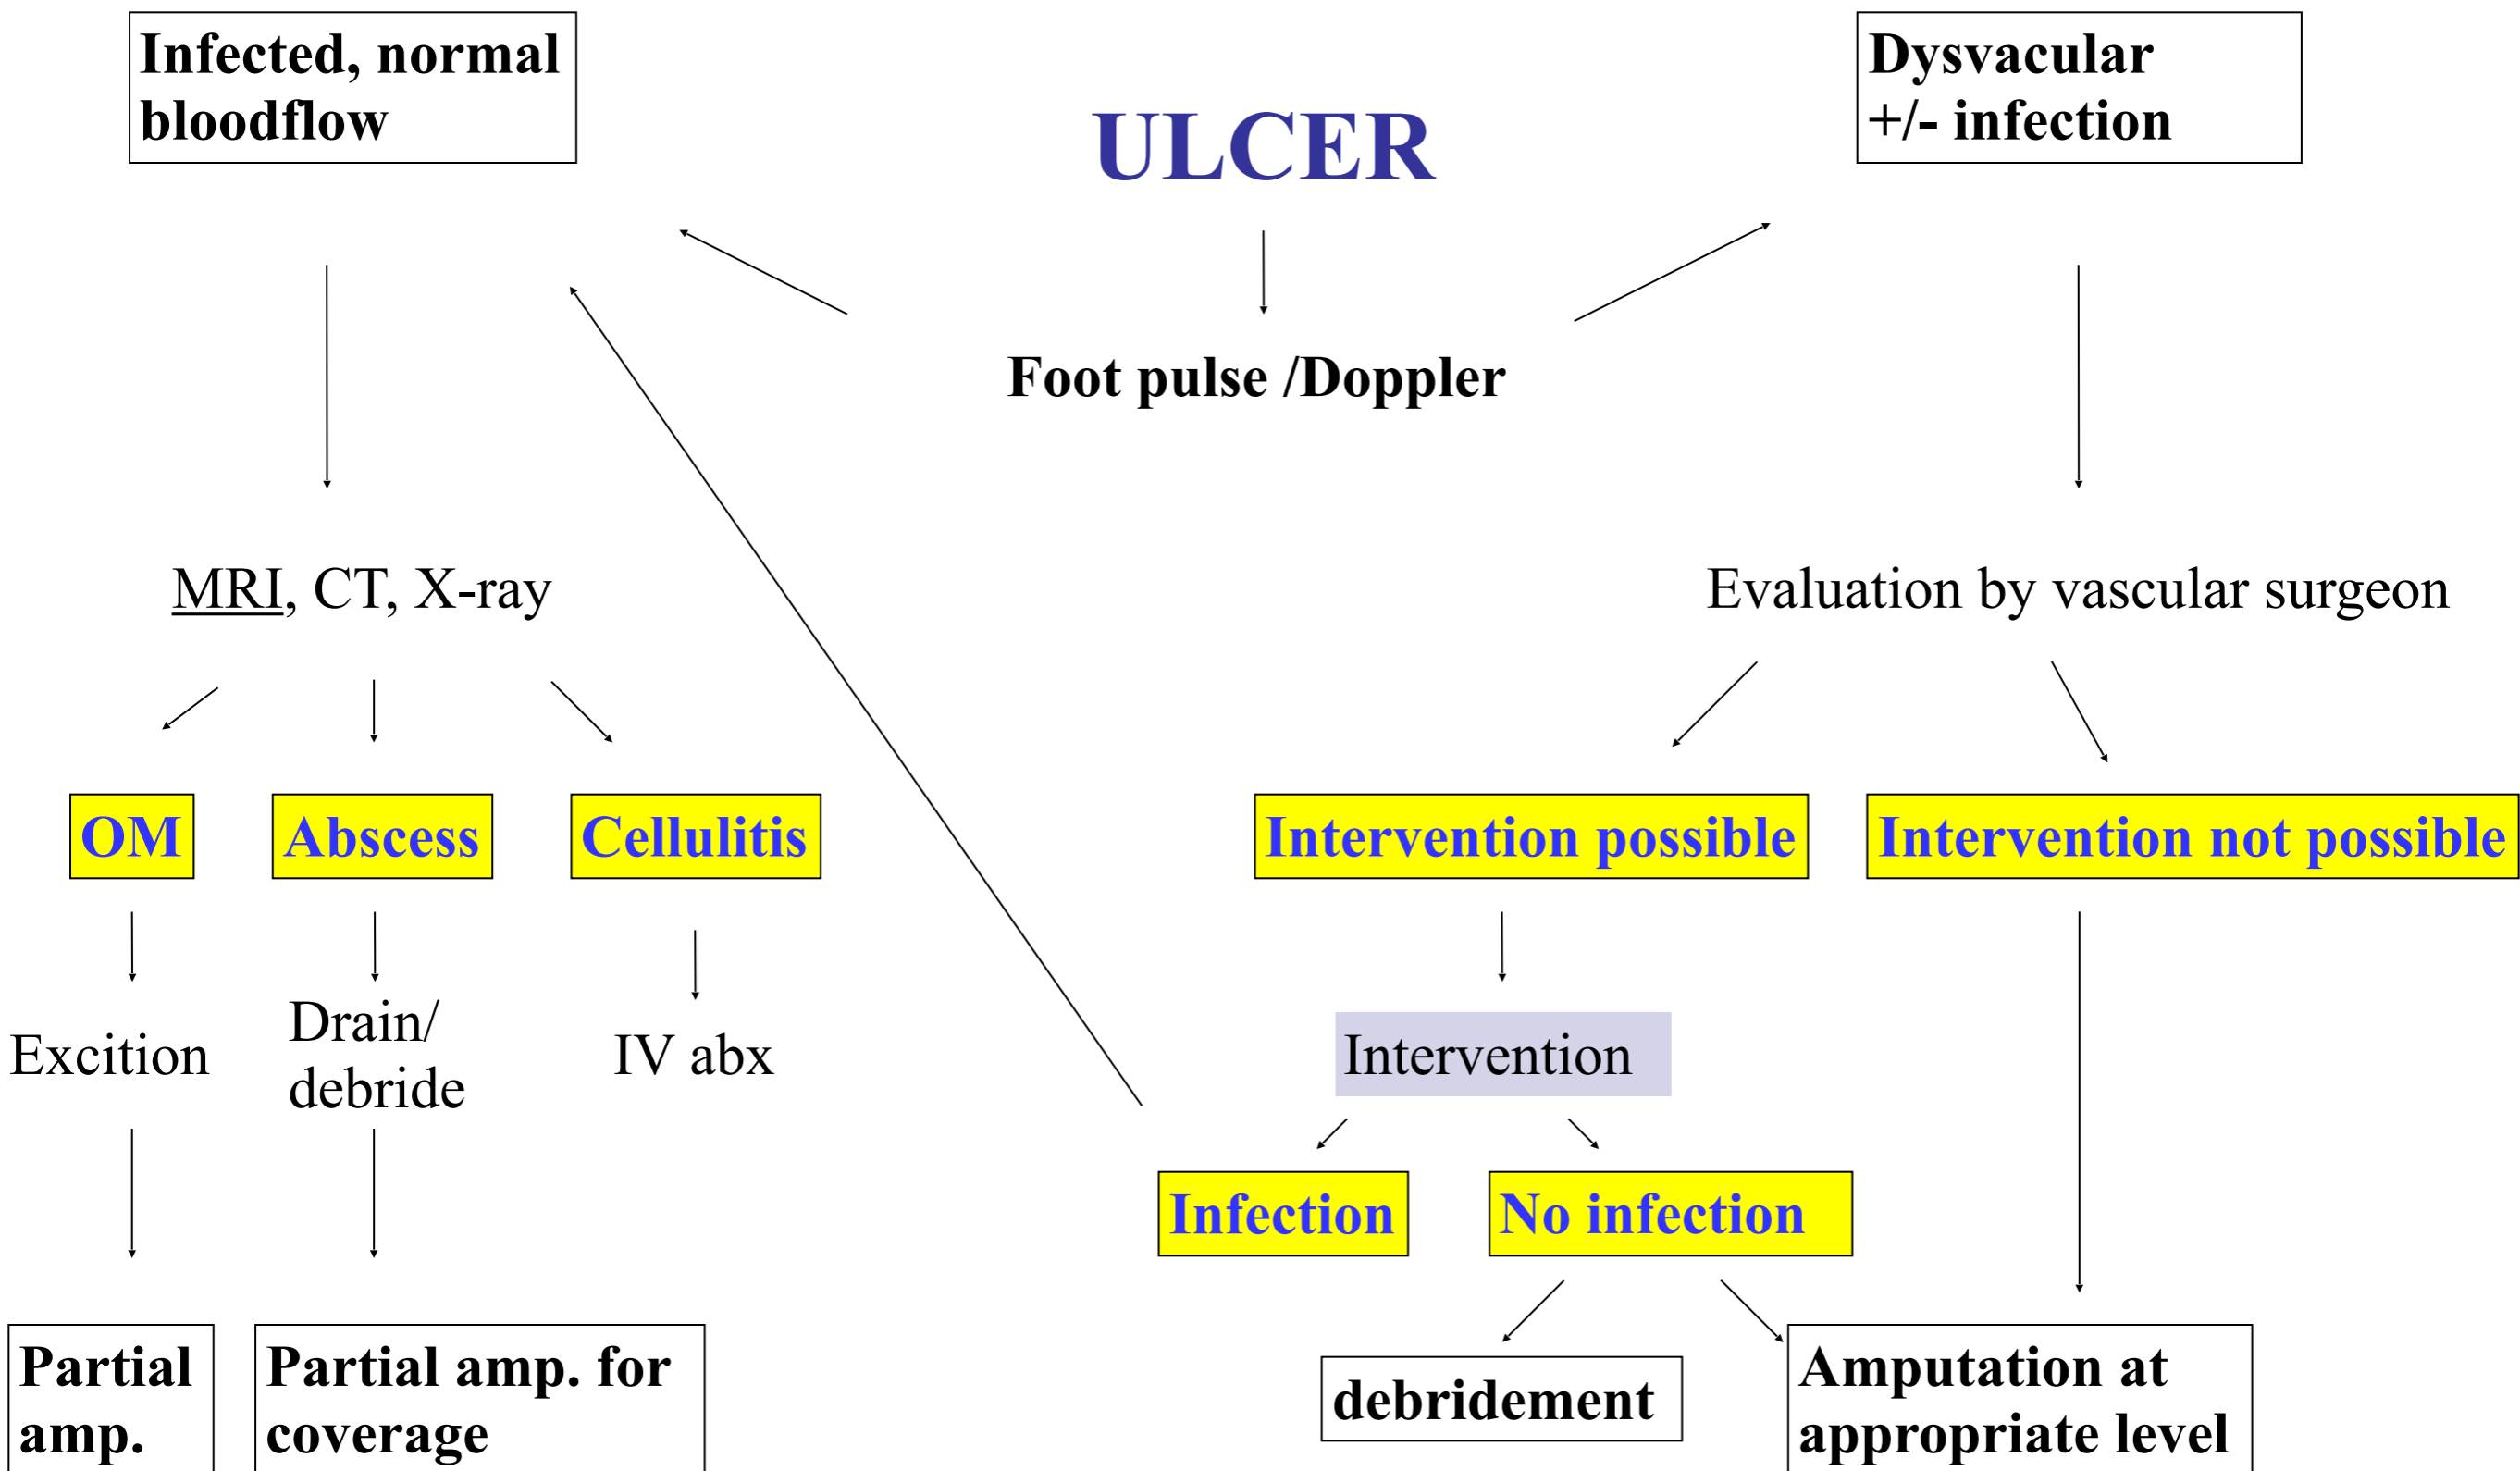 Infected, normal
bloodflow
ULCER
Dysvacular
+/- infection
Foot pulse /Doppler
MRI, CT, X-ray
Evaluation by vascular surgeon
OM
Abscess
Cellulitis
Intervention possible
Intervention not possible
Excition
Drain/
debride
IV abx
Intervention
Infection
No infection
Partial
amp.
Partial amp. for
coverage
debridement
Amputation at
appropriate level